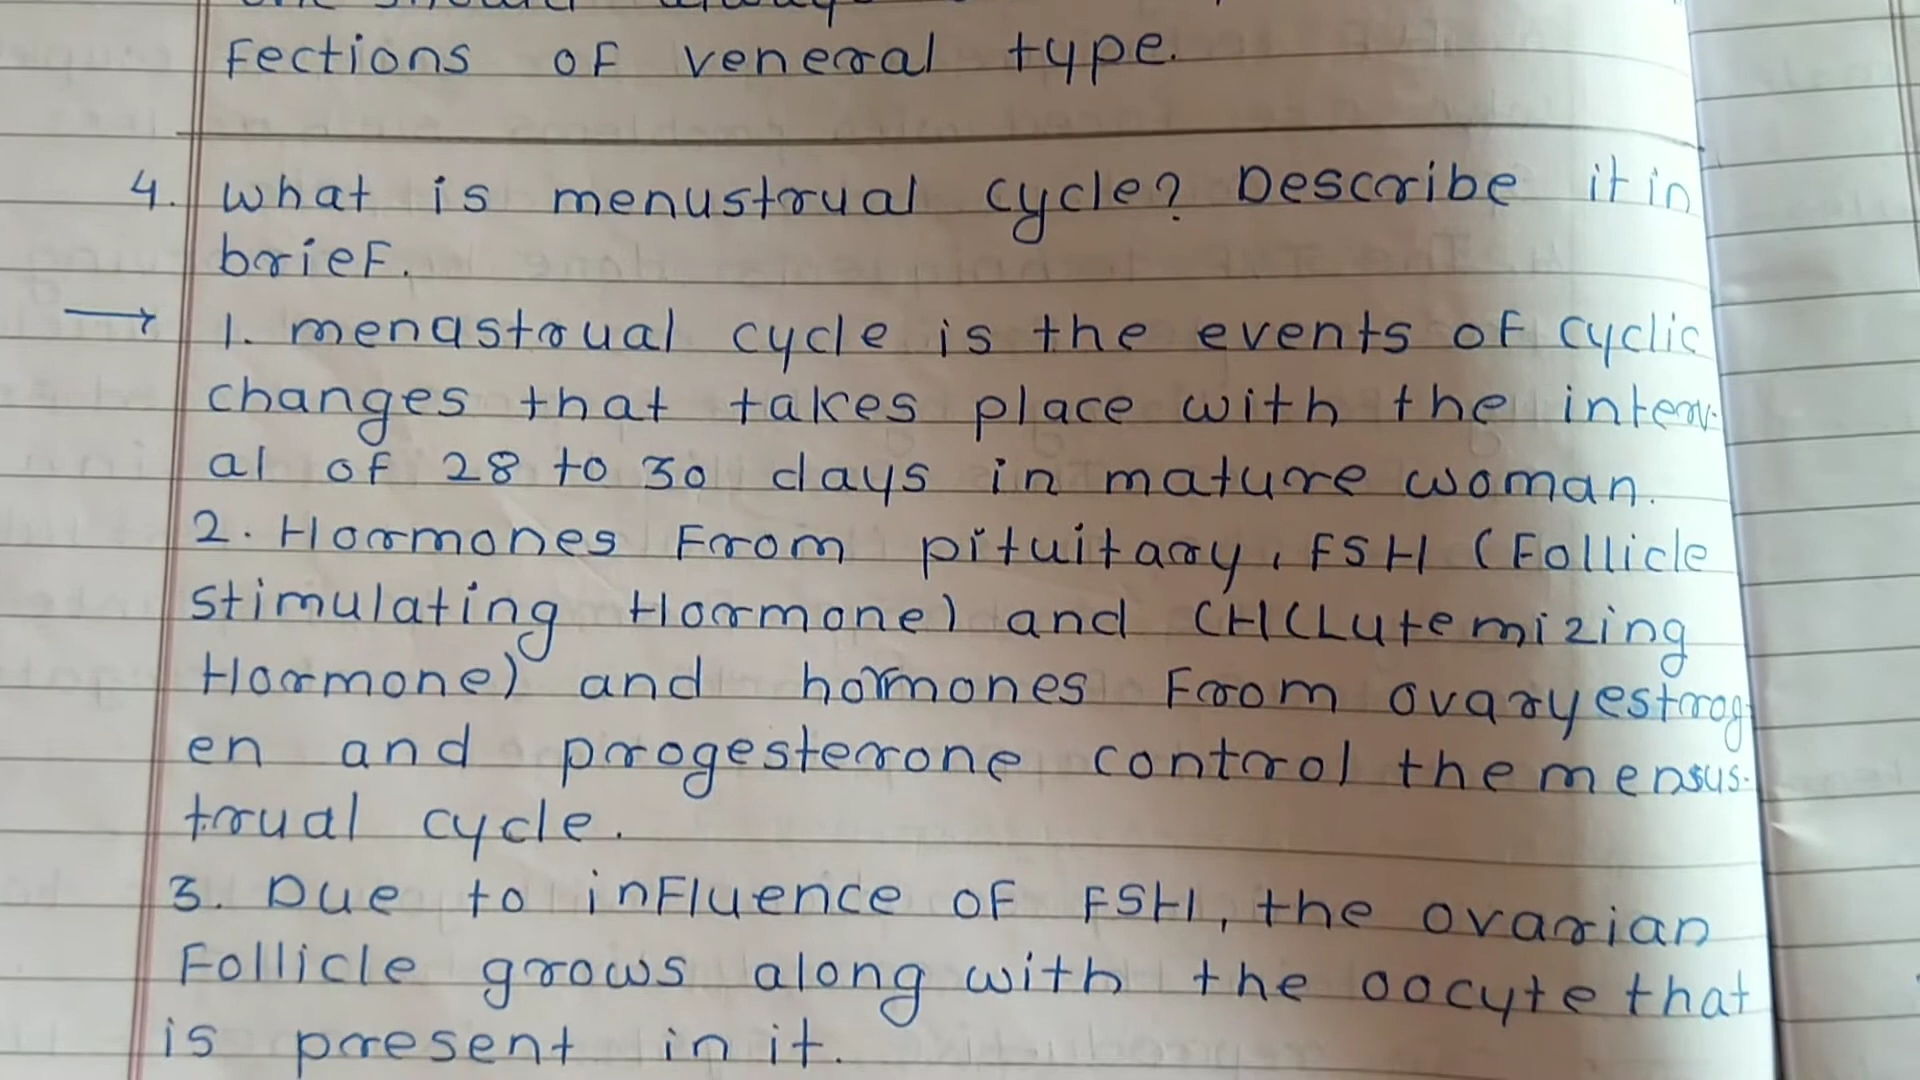 fections of veneral type.
4. What is menustrual cycle? Describe it in
brief.
→ 1. menastrual cycle is the events of cyclic
changes that takes place with the interv-
al of 28 to 30 days in mature woman.
2. Hormones from pituitary, FSH (Follicle
stimulating Hormone) and CH(Lutemizing
Hormone) and hormones from ovary estrog-
en and progesterone control the mensus-
trual cycle.
3. Due to influence of FSH, the ovarian
follicle grows along with the oocyte that
is present in it.